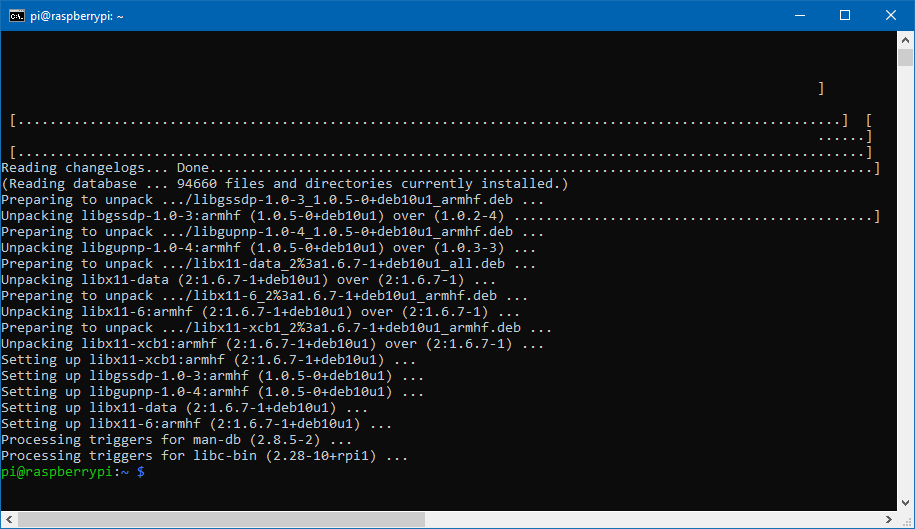 pi@raspberrypi: ~
]
[.......................................................................................................] [
......]
[..........................................................................................................]
Reading changelogs... Done...................................................................................]
(Reading database ... 94660 files and directories currently installed.)
Preparing to unpack .../libgssdp-1.0-3_1.0.5-0+deb10u1_armhf.deb ...
Unpacking libgssdp-1.0-3:armhf (1.0.5-0+deb10u1) over (1.0.2-4) .............................................]
Preparing to unpack .../libgupnp-1.0-4_1.0.5-0+deb10u1_armhf.deb ...
Unpacking libgupnp-1.0-4:armhf (1.0.5-0+deb10u1) over (1.0.3-3) ...
Preparing to unpack .../libx11-data_2%3a1.6.7-1+deb10u1_all.deb ...
Unpacking libx11-data (2:1.6.7-1+deb10u1) over (2:1.6.7-1) ...
Preparing to unpack .../libx11-6_2%3a1.6.7-1+deb10u1_armhf.deb ...
Unpacking libx11-6:armhf (2:1.6.7-1+deb10u1) over (2:1.6.7-1) ...
Preparing to unpack .../libx11-xcb1_2%3a1.6.7-1+deb10u1_armhf.deb ...
Unpacking libx11-xcb1:armhf (2:1.6.7-1+deb10u1) over (2:1.6.7-1) ...
Setting up libx11-xcb1:armhf (2:1.6.7-1+deb10u1) ...
Setting up libgssdp-1.0-3:armhf (1.0.5-0+deb10u1) ...
Setting up libgupnp-1.0-4:armhf (1.0.5-0+deb10u1) ...
Setting up libx11-data (2:1.6.7-1+deb10u1) ...
Setting up libx11-6:armhf (2:1.6.7-1+deb10u1) ...
Processing triggers for man-db (2.8.5-2) ...
Processing triggers for libc-bin (2.28-10+rpi1) ...
pi@raspberrypi:~ $